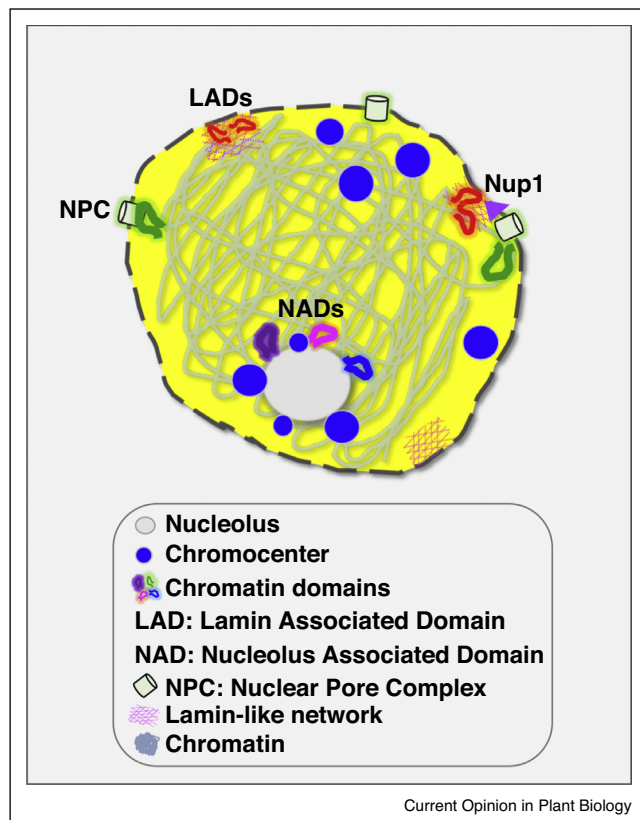 LADs
NPC
Nup1
NADs
Nucleolus
Chromocenter
Chromatin domains
LAD: Lamin Associated Domain
NAD: Nucleolus Associated Domain
NPC: Nuclear Pore Complex
Lamin-like network
Chromatin
Current Opinion in Plant Biology